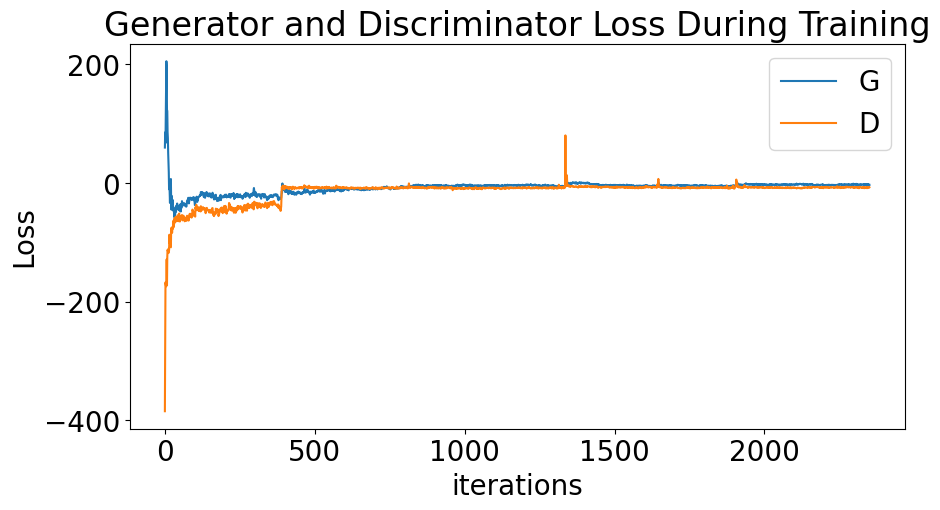 Generator and Discriminator Loss During Training
G
D
200
0
−200
−400
Loss
0 500 1000 1500 2000
iterations